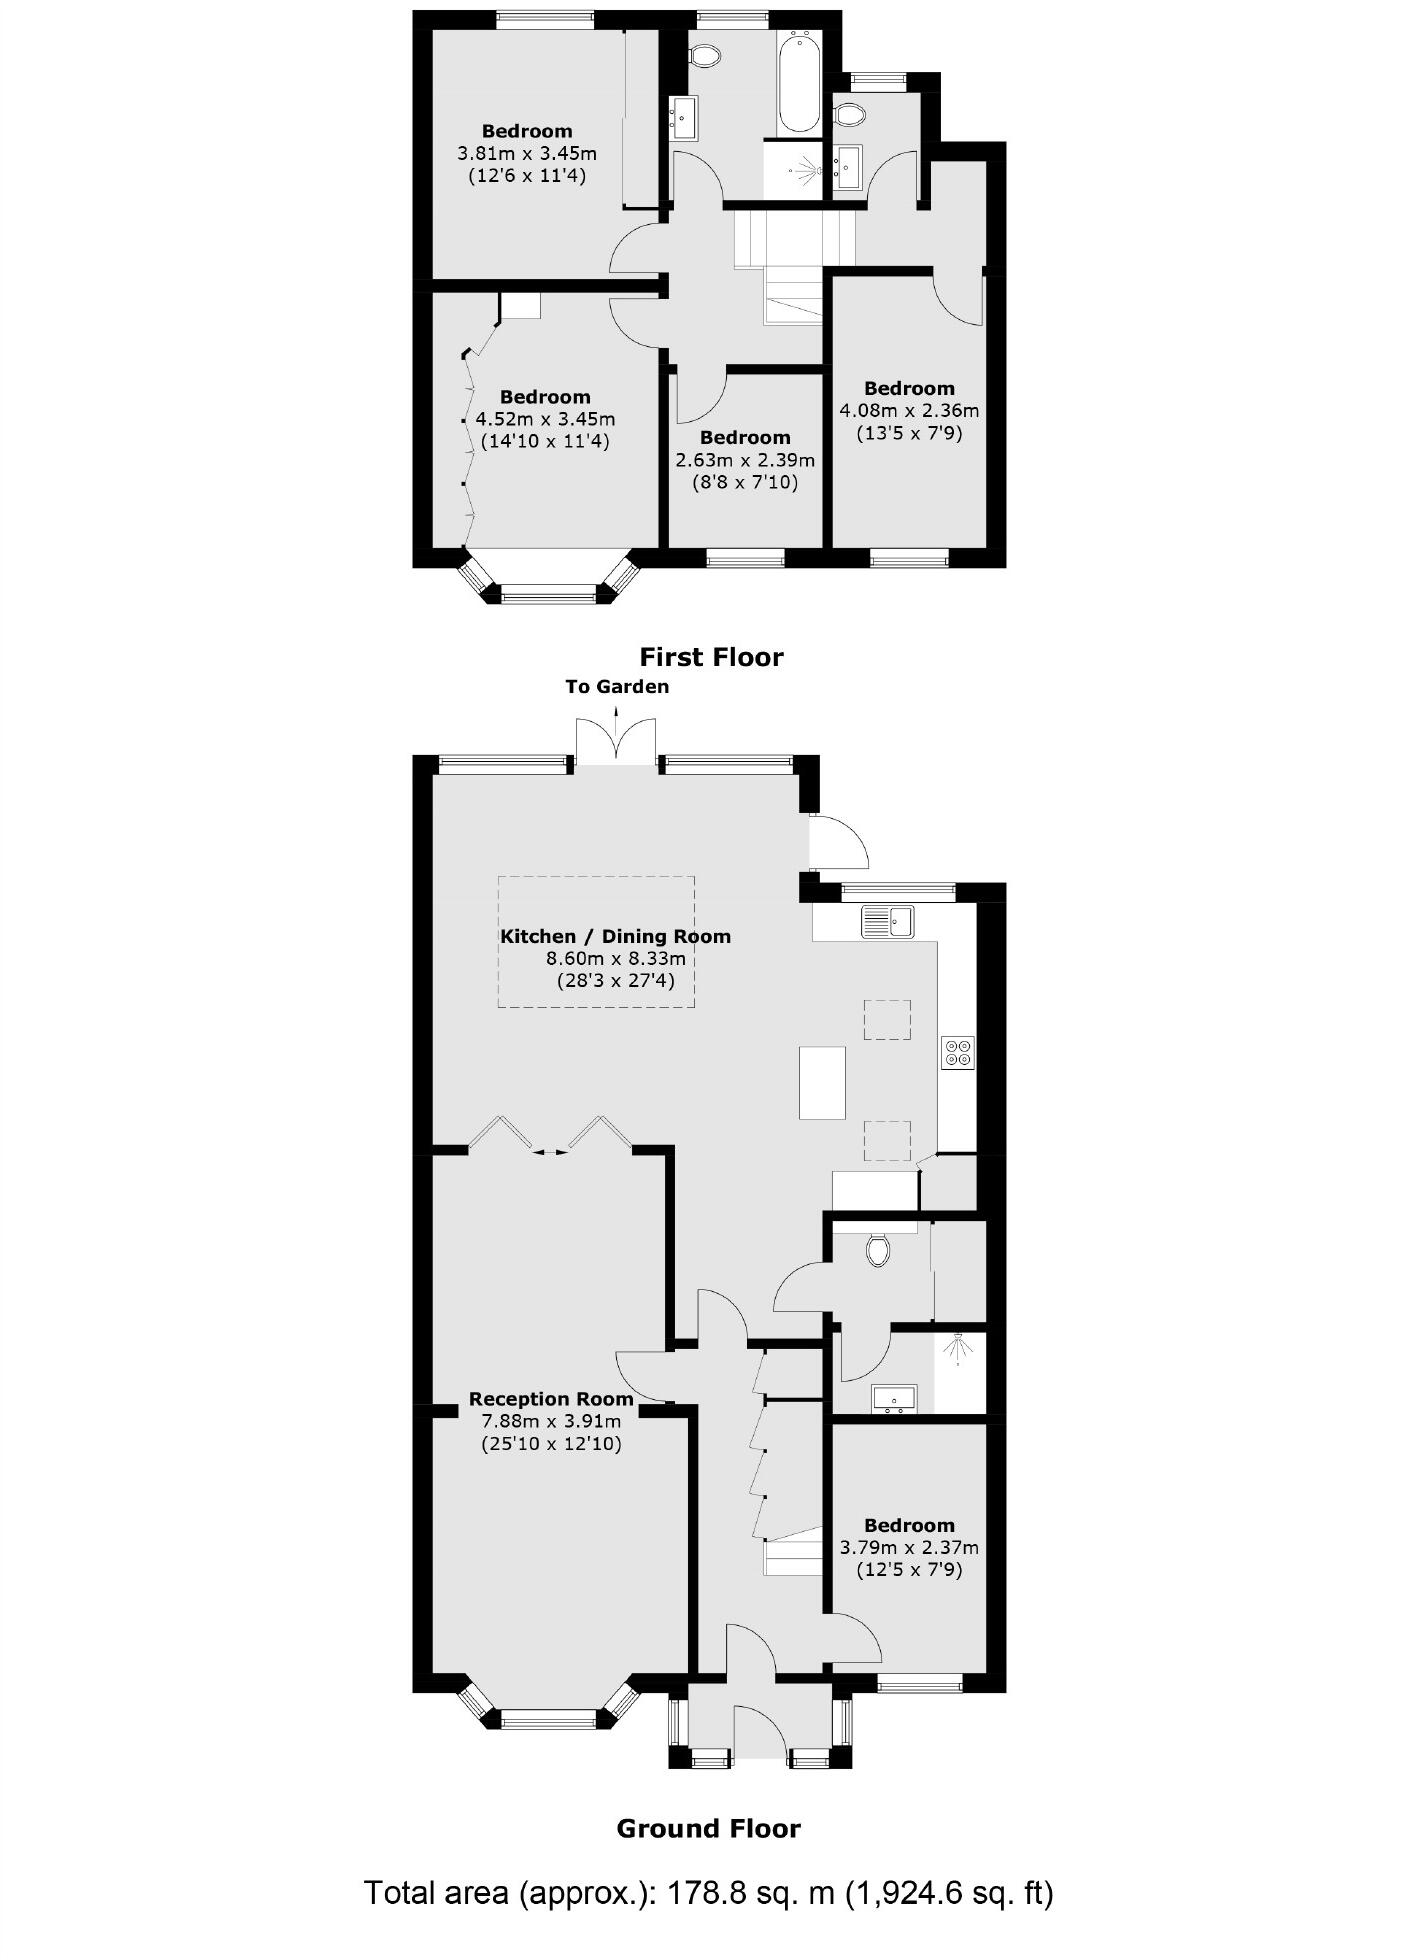 Bedroom
3.81m x 3.45m
(12'6 x 11'4)
Bedroom
4.52m x 3.45m
(14'10 x 11'4)
Bedroom
2.63m x 2.39m
(8'8 x 7'10)
Bedroom
4.08m x 2.36m
(13'5 x 7'9)
First Floor
To Garden
Kitchen / Dining Room
8.60m x 8.33m
(28'3 x 27'4)
Reception Room
7.88m x 3.91m
(25'10 x 12'10)
Bedroom
3.79m x 2.37m
(12'5 x 7'9)
Ground Floor
Total area (approx.): 178.8 sq. m (1,924.6 sq. ft)